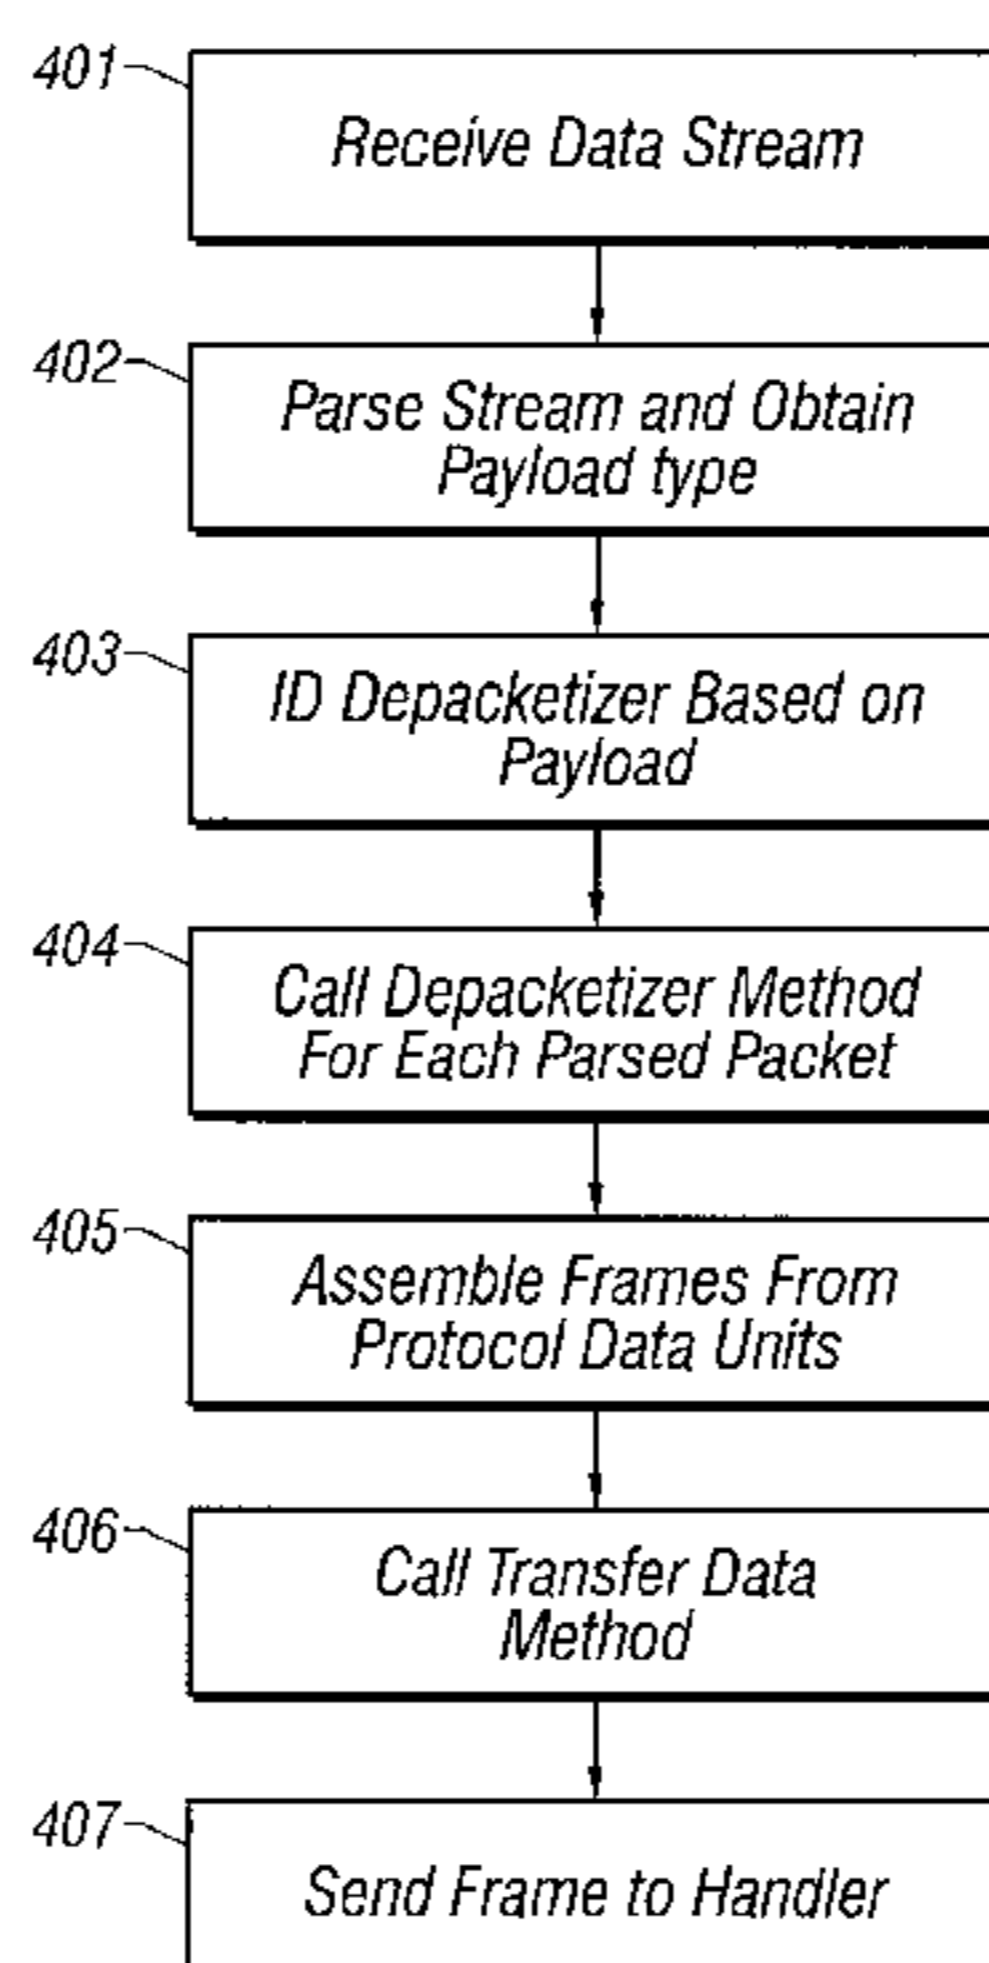 401
Receive Data Stream
402
Parse Stream and Obtain
Payload type
403
ID Depacketizer Based on
Payload
404
Call Depacketizer Method
For Each Parsed Packet
405
Assemble Frames From
Protocol Data Units
406
Call Transfer Data
Method
407
Send Frame to Handler